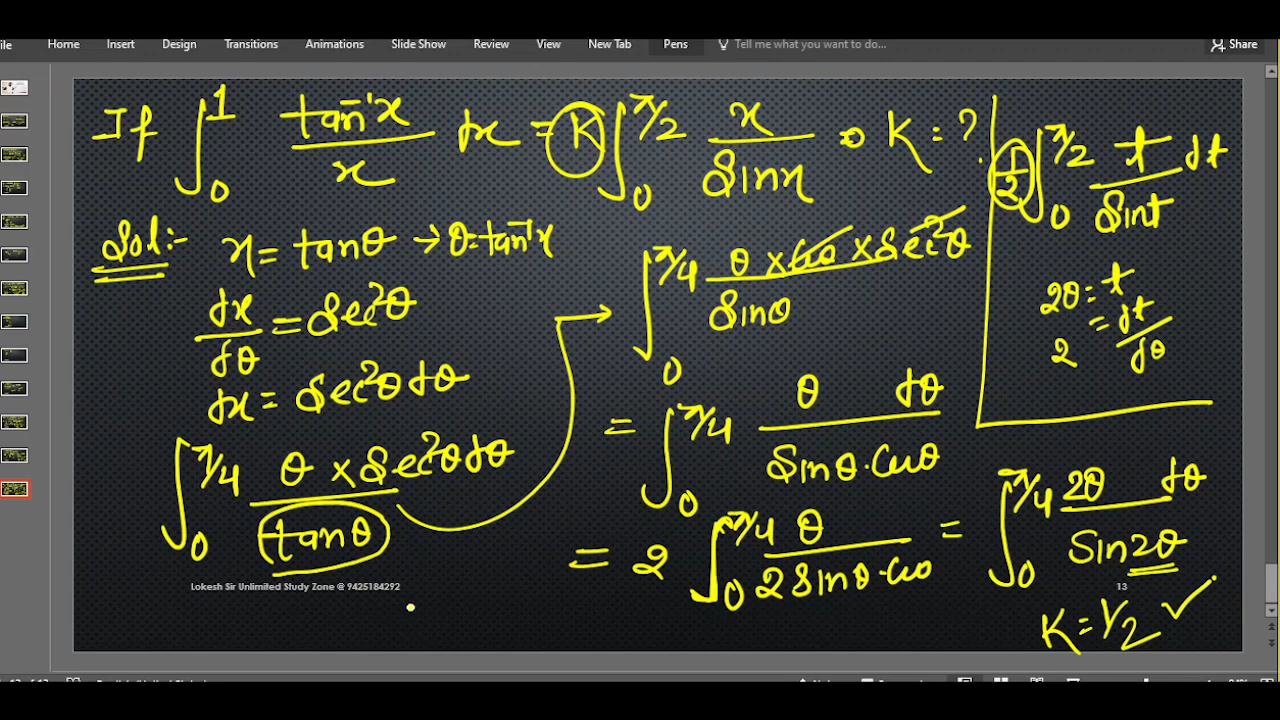 ile Home Insert Design Transitions Animations Slide Show Review View New Tab Pens Tell me what you want to do... Share
If ∫₀¹ tan⁻¹x / x dx = K ∫₀^(π/2) x / sinx K = ?
Sol:- x = tanθ → θ = tan⁻¹x
dx/dθ = Sec²θ
dx = Sec²θ dθ
∫₀^(π/4) θ × Sec²θ dθ / tanθ
∫₀^(π/4) θ × cosθ × Sec²θ / Sinθ
= ∫₀^(π/4) θ dθ / Sinθ·Cosθ
= 2 ∫₀^(π/4) θ / 2Sinθ·Cosθ = ∫₀^(π/4) 2θ dθ / Sin2θ
1/2 ∫₀^(π/2) t / Sint dt
2θ = t
2 = dt/dθ
K = 1/2 ✓
Lokesh Sir Unlimited Study Zone @ 9425184292
13